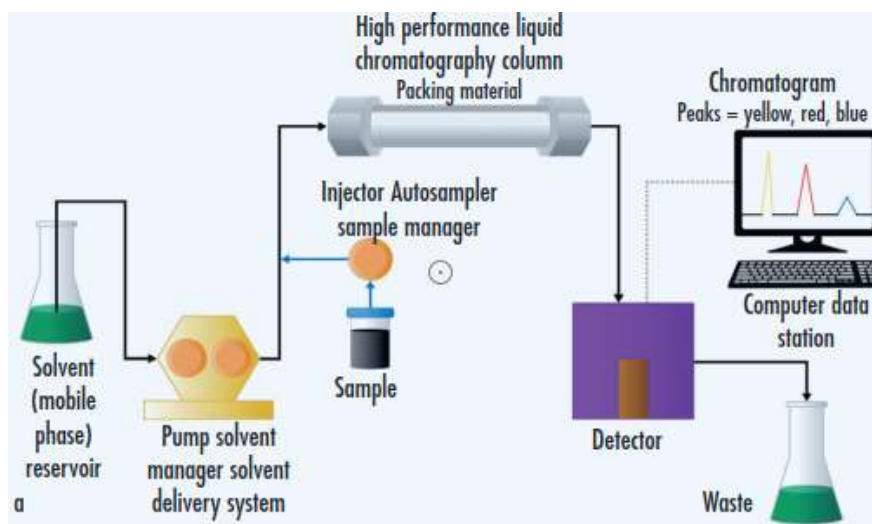 High performance liquid
chromatography column
Packing material
Chromatogram
Peaks = yellow, red, blue
Injector Autosampler
sample manager
Computer data
station
Solvent
(mobile
phase)
reservoir
Sample
Pump solvent
manager solvent
delivery system
Detector
Waste
a